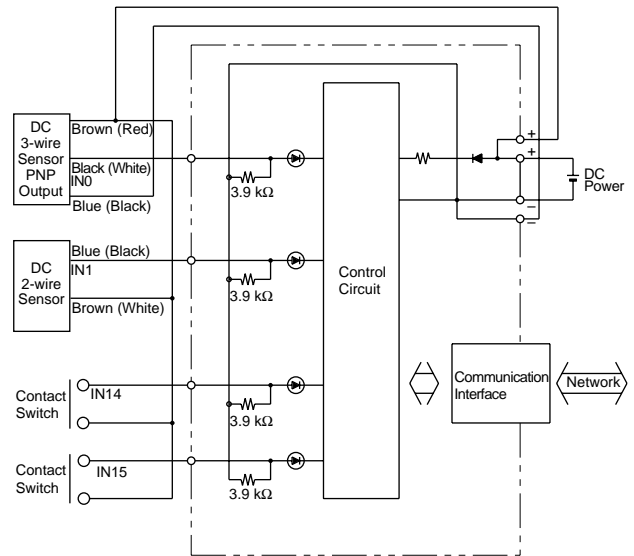 DC
3-wire
Sensor
PNP
Output
Brown (Red)
Black (White)
IN0
Blue (Black)
3.9 kΩ
DC
2-wire
Sensor
Blue (Black)
IN1
Brown (White)
3.9 kΩ
Control
Circuit
+
+
−
−
DC
Power
Contact
Switch
IN14
3.9 kΩ
Contact
Switch
IN15
3.9 kΩ
Communication
Interface
Network